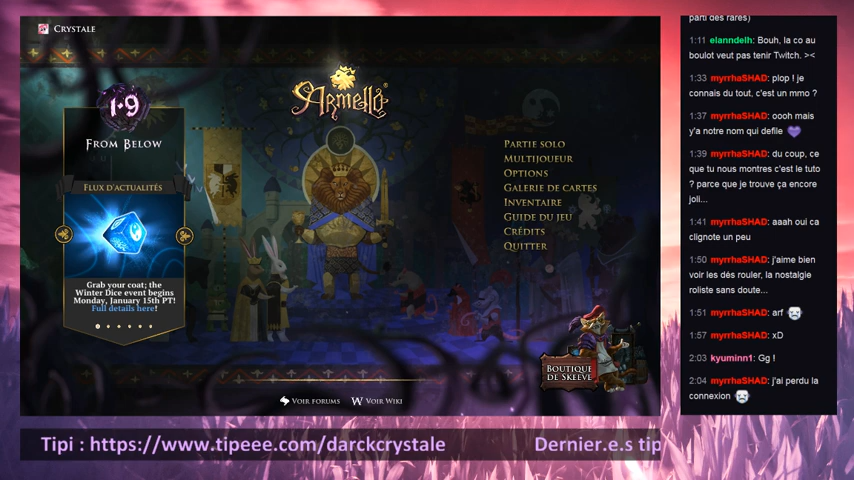 Crystale
Armello
1.9
From Below
Flux d'actualités
Grab your coat; the
Winter Dice event begins
Monday, January 15th PT!
Full details here!
Partie solo
Multijoueur
Options
Galerie de cartes
Inventaire
Guide du jeu
Crédits
Quitter
Boutique
de Skeeve
Voir forums
Voir Wiki
Tipi : https://www.tipeee.com/darckcrystale
Dernier.e.s tip
parti des rares)
1:11 elanndelh: Bouh, la co au
boulot veut pas tenir Twitch. ><
1:33 myrrhaSHAD: plop ! je
connais du tout, c'est un mmo ?
1:37 myrrhaSHAD: oooh mais
y'a notre nom qui defile
1:39 myrrhaSHAD: du coup, ce
que tu nous montres c'est le tuto
? parce que je trouve ça encore
joli...
1:41 myrrhaSHAD: aaah oui ca
clignote un peu
1:50 myrrhaSHAD: j'aime bien
voir les dés rouler, la nostalgie
roliste sans doute...
1:51 myrrhaSHAD: arf
1:57 myrrhaSHAD: xD
2:03 kyuminn1: Gg !
2:04 myrrhaSHAD: j'ai perdu la
connexion